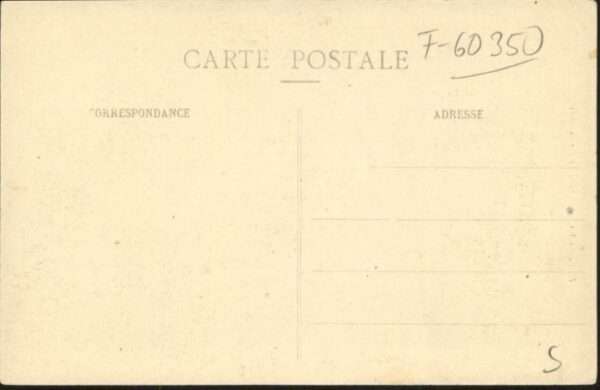 CARTE POSTALE F-60350
CORRESPONDANCE ADRESSE
S